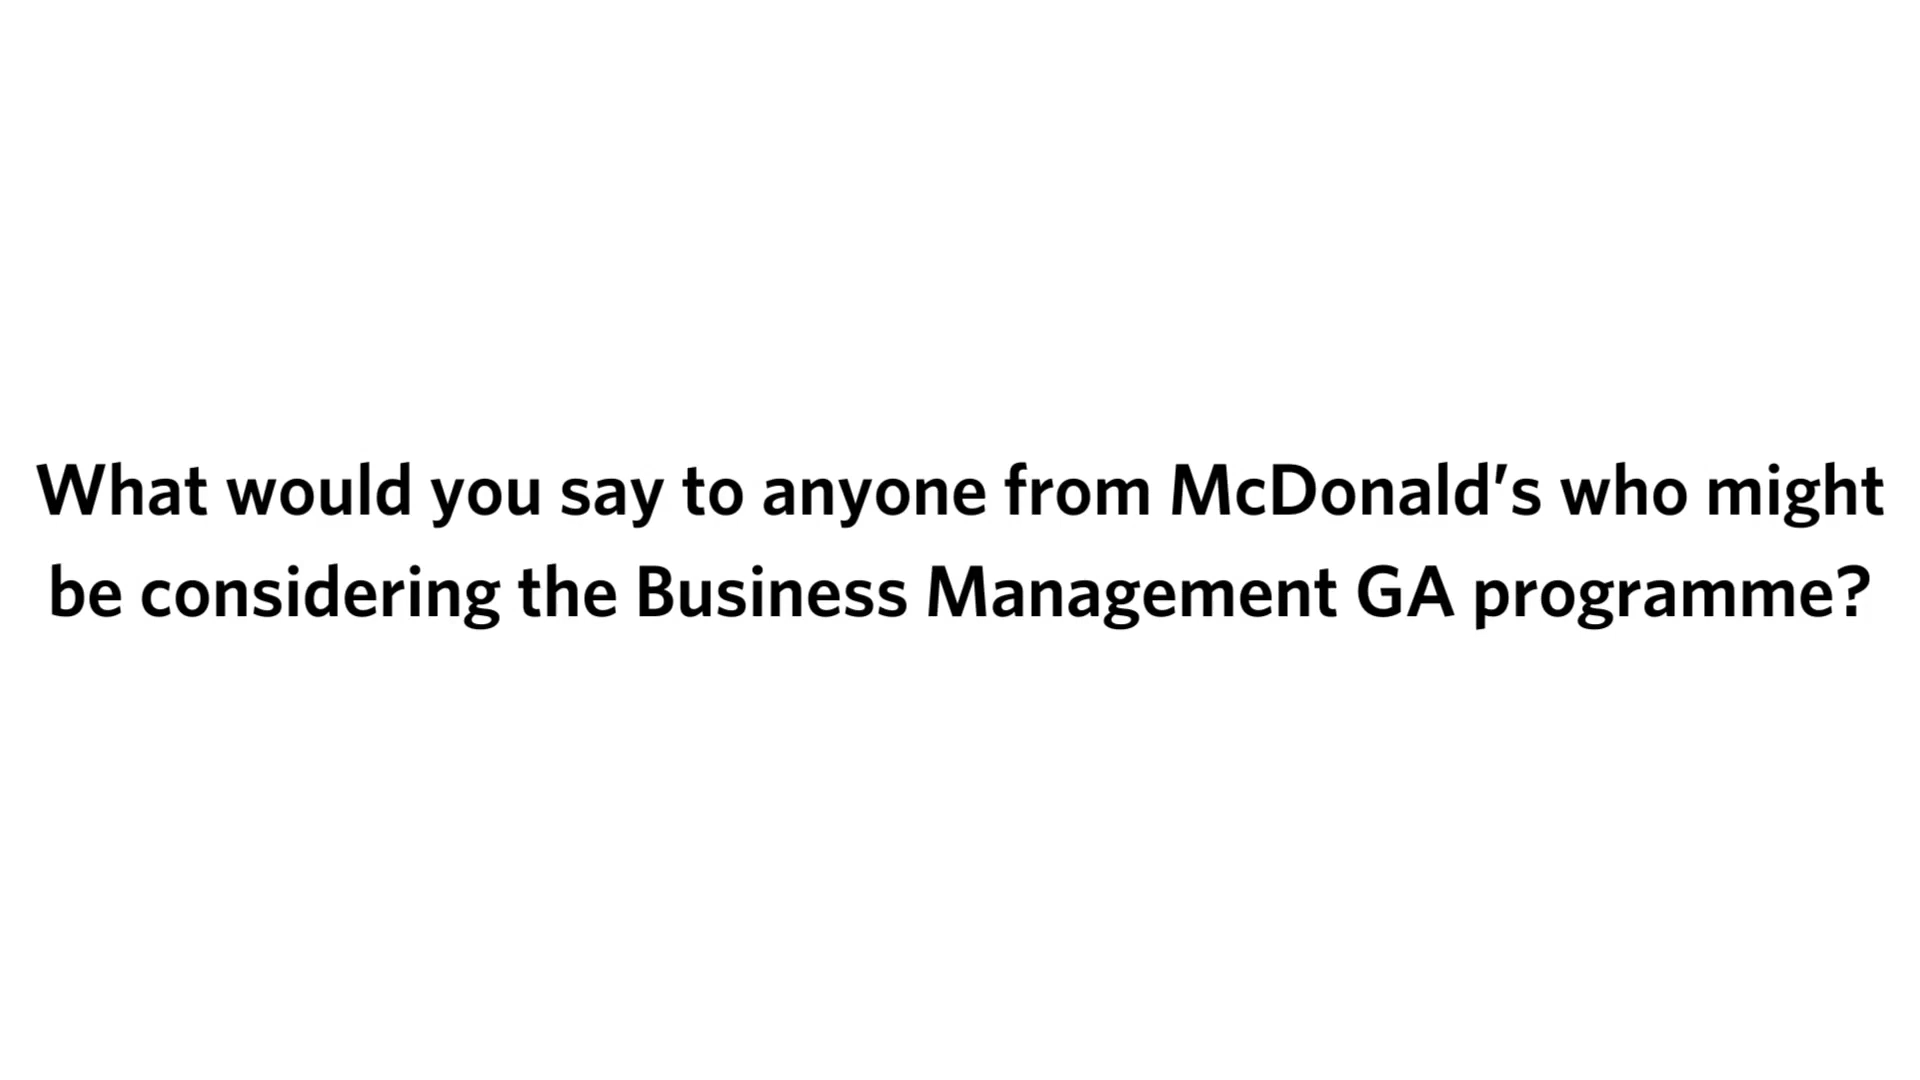 What would you say to anyone from McDonald’s who might
be considering the Business Management GA programme?